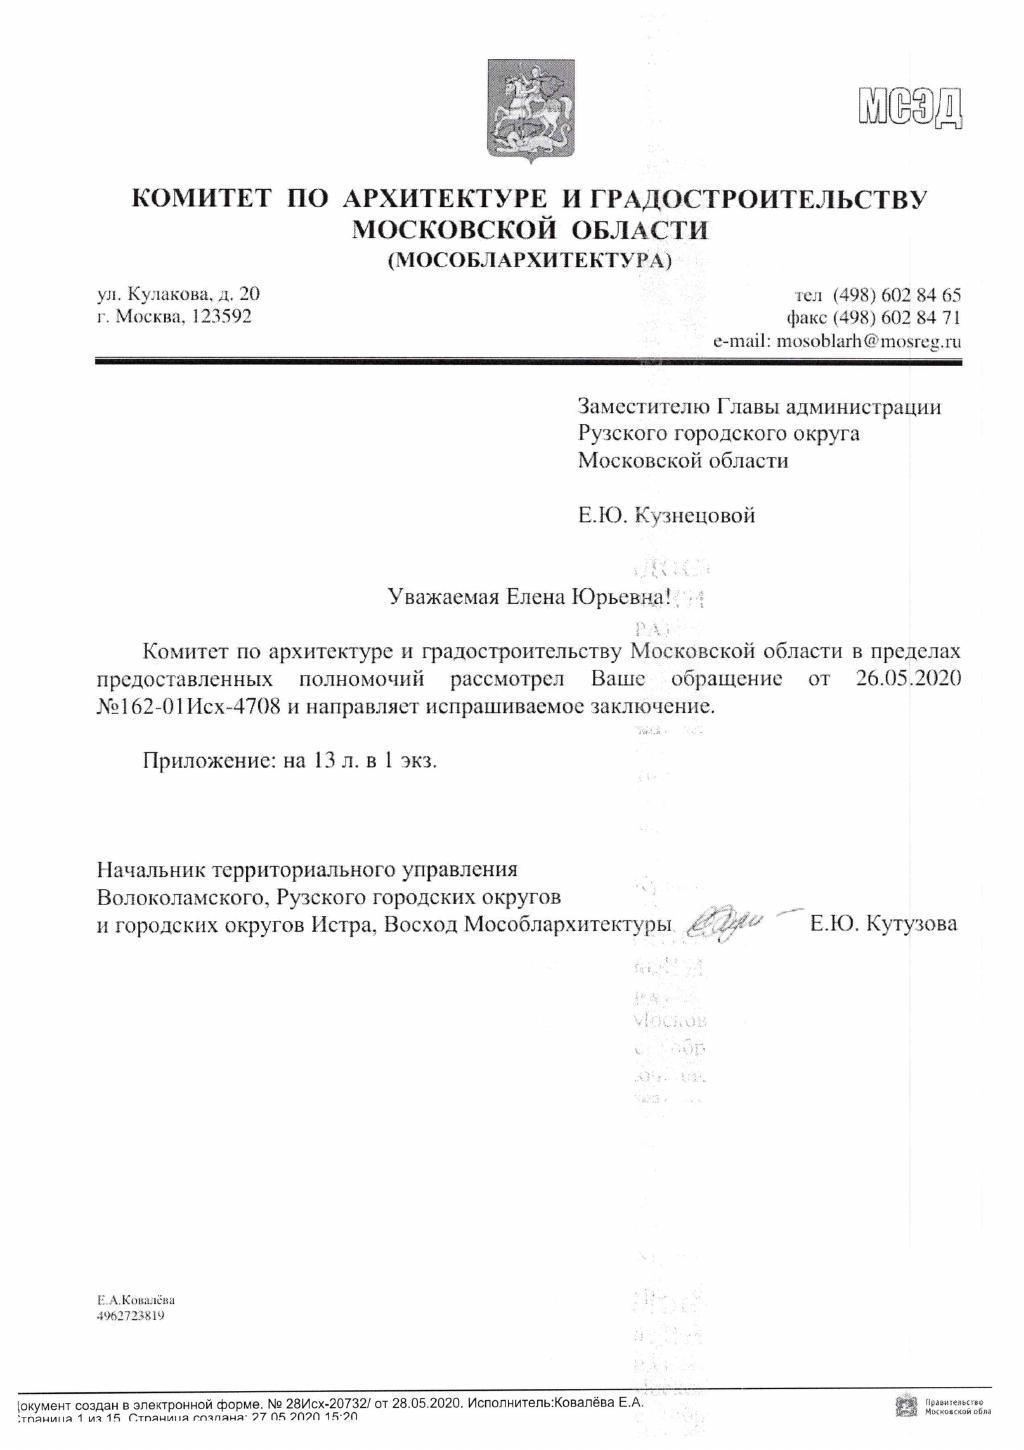 МСЭД
КОМИТЕТ ПО АРХИТЕКТУРЕ И ГРАДОСТРОИТЕЛЬСТВУ
МОСКОВСКОЙ ОБЛАСТИ
(МОСОБЛАРХИТЕКТУРА)
ул. Кулакова, д. 20
г. Москва, 123592
тел (498) 602 84 65
факс (498) 602 84 71
e-mail: mosoblarh@mosreg.ru
Заместителю Главы администрации
Рузского городского округа
Московской области
Е.Ю. Кузнецовой
Уважаемая Елена Юрьевна!
Комитет по архитектуре и градостроительству Московской области в пределах
предоставленных полномочий рассмотрел Ваше обращение от 26.05.2020
№162-01Исх-4708 и направляет испрашиваемое заключение.
Приложение: на 13 л. в 1 экз.
Начальник территориального управления
Волоколамского, Рузского городских округов
и городских округов Истра, Восход Мособлархитектуры Е.Ю. Кутузова
Е.А.Ковалёва
4962723819
окумент создан в электронной форме. № 28Исх-20732/ от 28.05.2020. Исполнитель:Ковалёва Е.А.
траница 1 из 15. Страница создана: 27.05.2020 15:20
Правительство
Московской обла